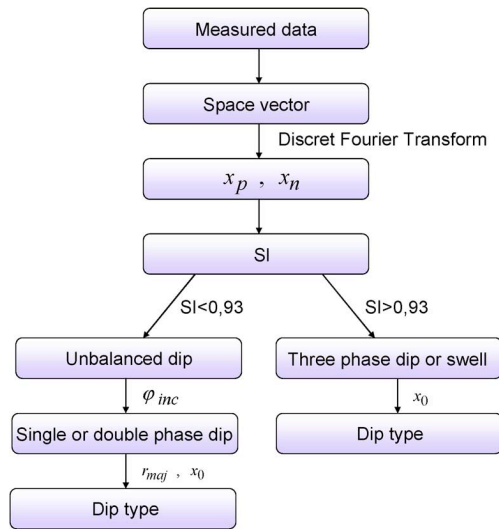 Measured data
Space vector
Discret Fourier Transform
x_p , x_n
SI
SI<0,93 SI>0,93
Unbalanced dip Three phase dip or swell
φ_inc x_0
Single or double phase dip Dip type
r_maj , x_0
Dip type